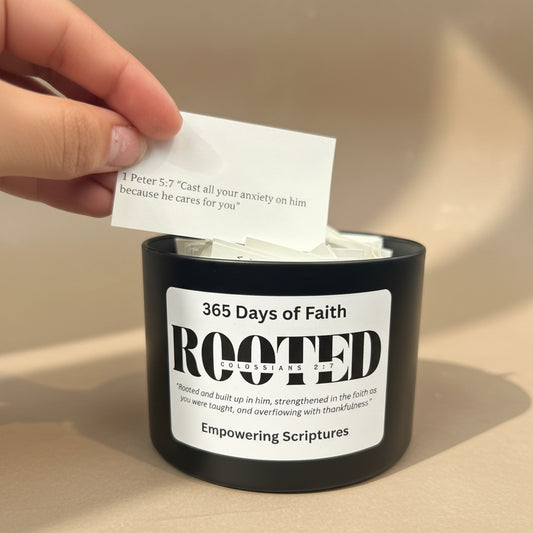 1 Peter 5:7 "Cast all your anxiety on him
because he cares for you"
365 Days of Faith
ROOTED
COLOSSIANS 2:7
"Rooted and built up in him, strengthened in the faith as
you were taught, and overflowing with thankfulness."
Empowering Scriptures